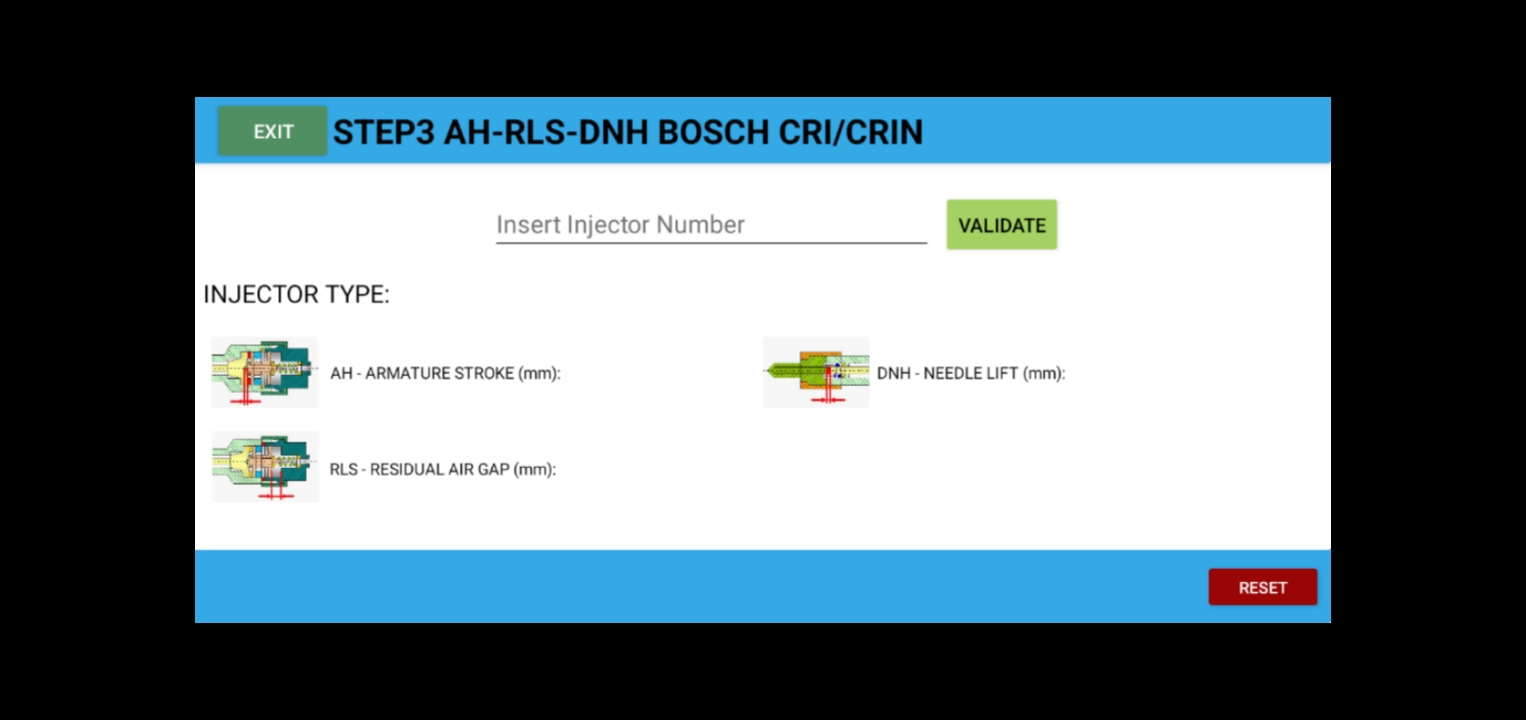 EXIT
STEP3 AH-RLS-DNH BOSCH CRI/CRIN
Insert Injector Number
VALIDATE
INJECTOR TYPE:
AH - ARMATURE STROKE (mm):
DNH - NEEDLE LIFT (mm):
RLS - RESIDUAL AIR GAP (mm):
RESET